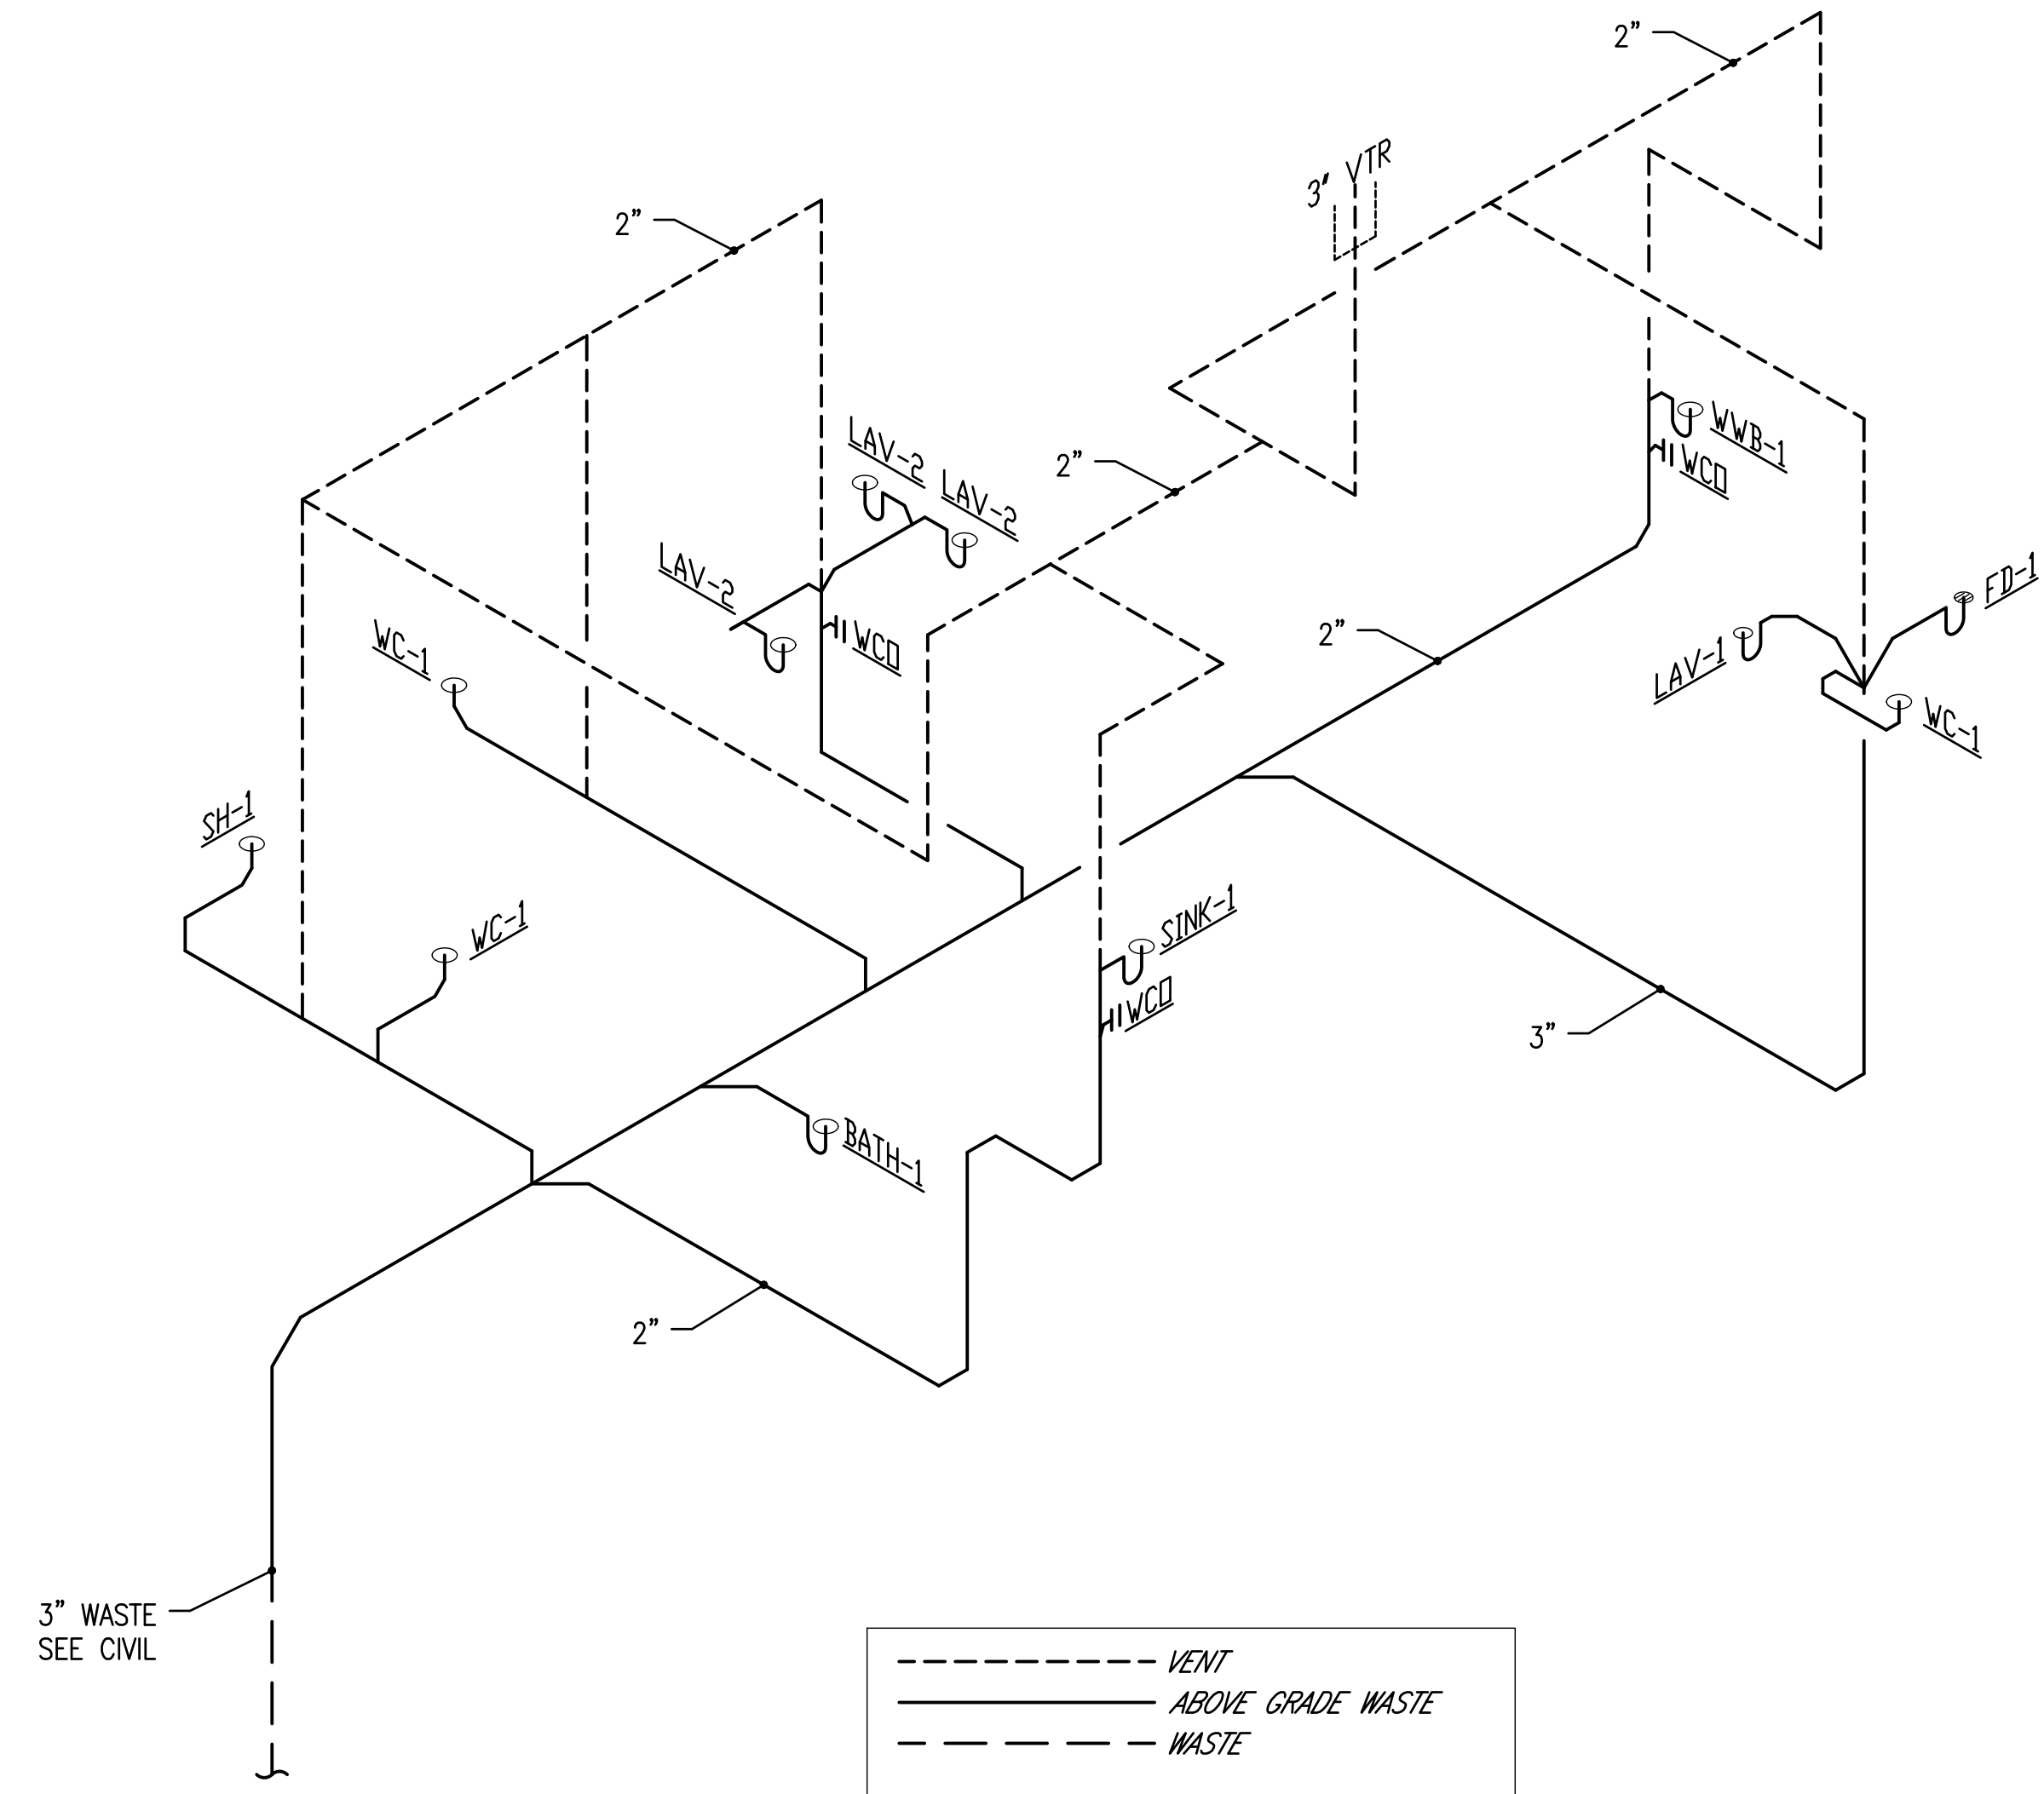 2"
3" VTR
2"
WWB-1
WCO
LAV-2
LAV-2
2"
LAV-2
WCO
WC-1
2"
FD-1
LAV-1
WC-1
SH-1
WC-1
SINK-1
WCO
3"
BATH-1
2"
3" WASTE
SEE CIVIL
VENT
ABOVE GRADE WASTE
WASTE